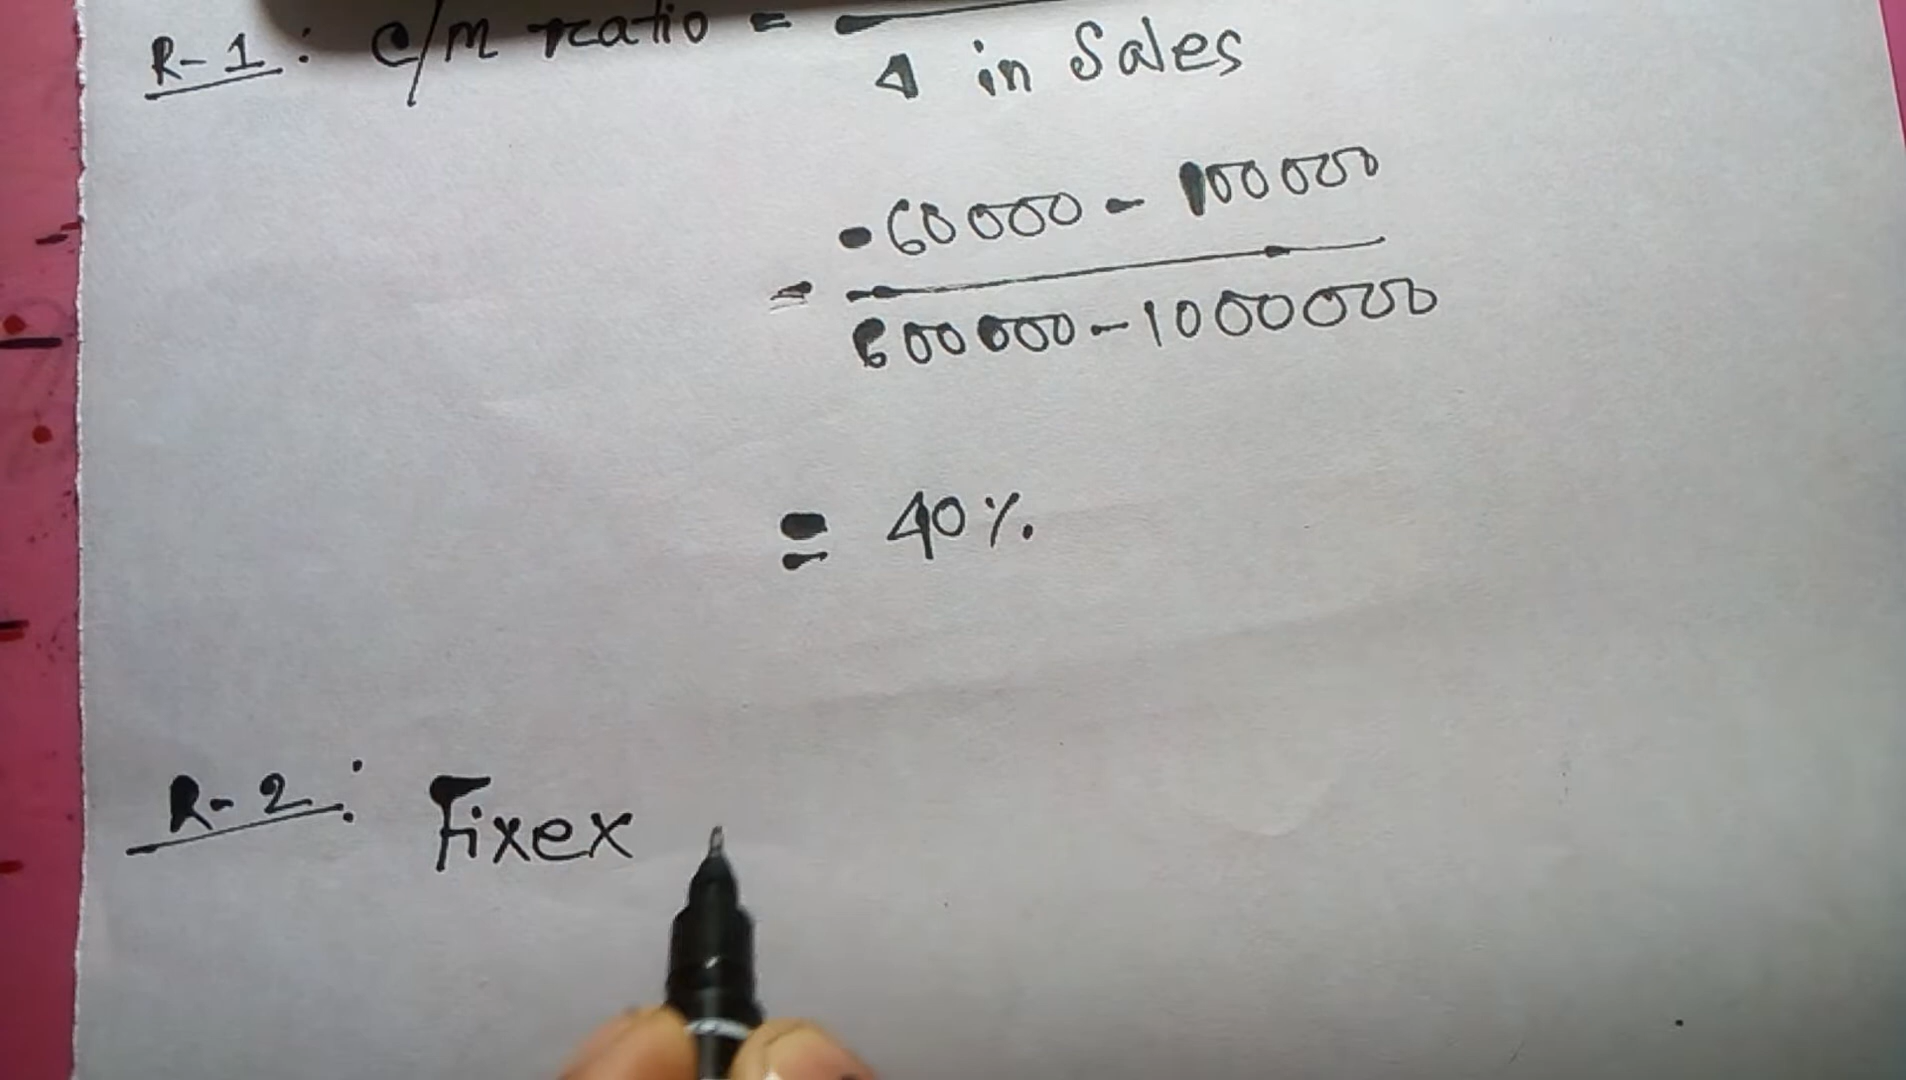 R-1: c/m ratio =
Δ in Sales
-60000 - 100000
=
600000-1000000
= 40%.
R-2: Fixex